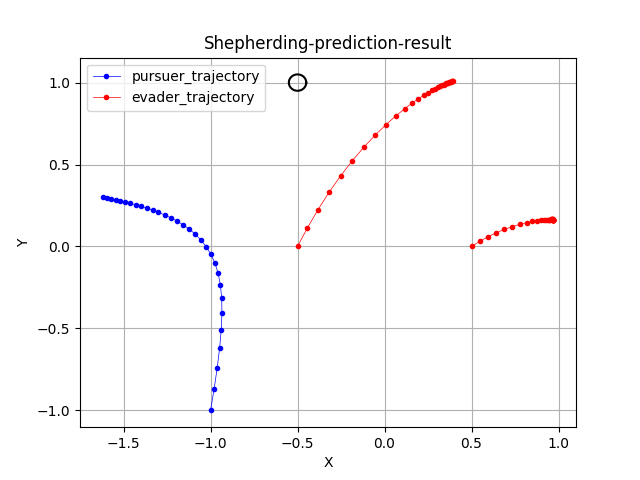 Shepherding-prediction-result
pursuer_trajectory
evader_trajectory
Y
1.0
0.5
0.0
−0.5
−1.0
−1.5 −1.0 −0.5 0.0 0.5 1.0
X